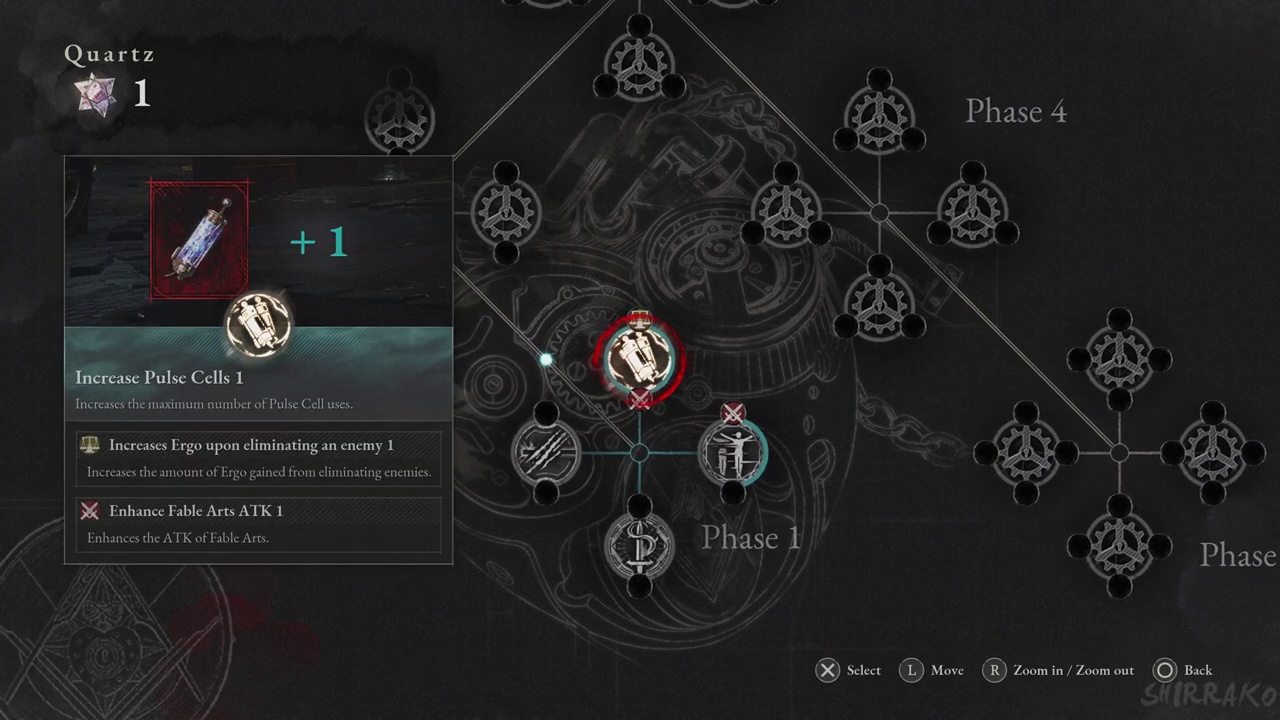 Quartz
1
Phase 4
+ 1
Increase Pulse Cells 1
Increases the maximum number of Pulse Cell uses.
Increases Ergo upon eliminating an enemy 1
Increases the amount of Ergo gained from eliminating enemies.
Enhance Fable Arts ATK 1
Enhances the ATK of Fable Arts.
Phase 1
Phase
Select
L Move
R Zoom in / Zoom out
Back
SHIRRAKO